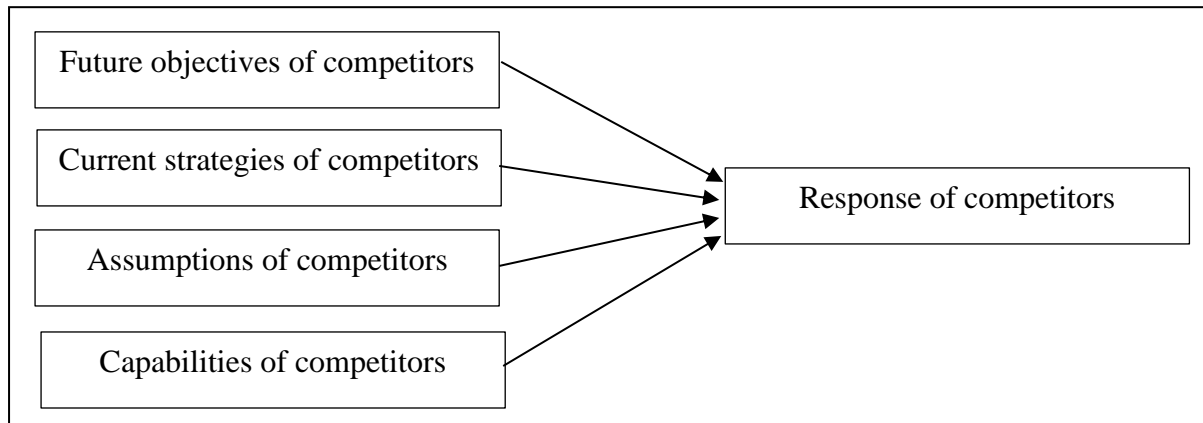 Future objectives of competitors
Current strategies of competitors
Response of competitors
Assumptions of competitors
Capabilities of competitors